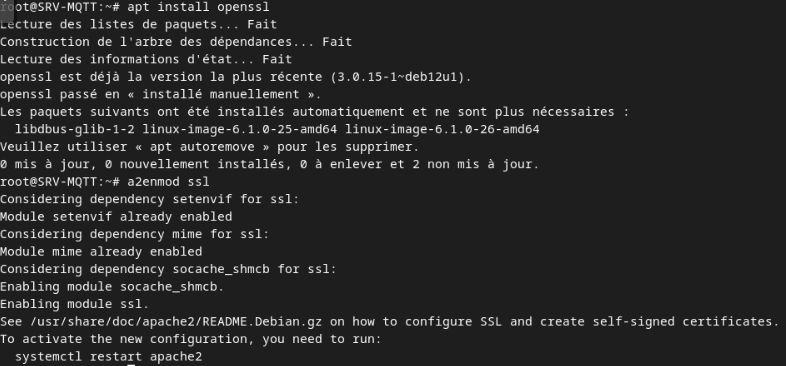 root@SRV-MQTT:~# apt install openssl
Lecture des listes de paquets... Fait
Construction de l'arbre des dépendances... Fait
Lecture des informations d'état... Fait
openssl est déjà la version la plus récente (3.0.15-1~deb12u1).
openssl passé en « installé manuellement ».
Les paquets suivants ont été installés automatiquement et ne sont plus nécessaires :
  libdbus-glib-1-2 linux-image-6.1.0-25-amd64 linux-image-6.1.0-26-amd64
Veuillez utiliser « apt autoremove » pour les supprimer.
0 mis à jour, 0 nouvellement installés, 0 à enlever et 2 non mis à jour.
root@SRV-MQTT:~# a2enmod ssl
Considering dependency setenvif for ssl:
Module setenvif already enabled
Considering dependency mime for ssl:
Module mime already enabled
Considering dependency socache_shmcb for ssl:
Enabling module socache_shmcb.
Enabling module ssl.
See /usr/share/doc/apache2/README.Debian.gz on how to configure SSL and create self-signed certificates.
To activate the new configuration, you need to run:
  systemctl restart apache2